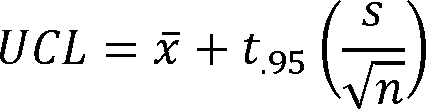 UCL = x̄ + t.95 (s/√n)